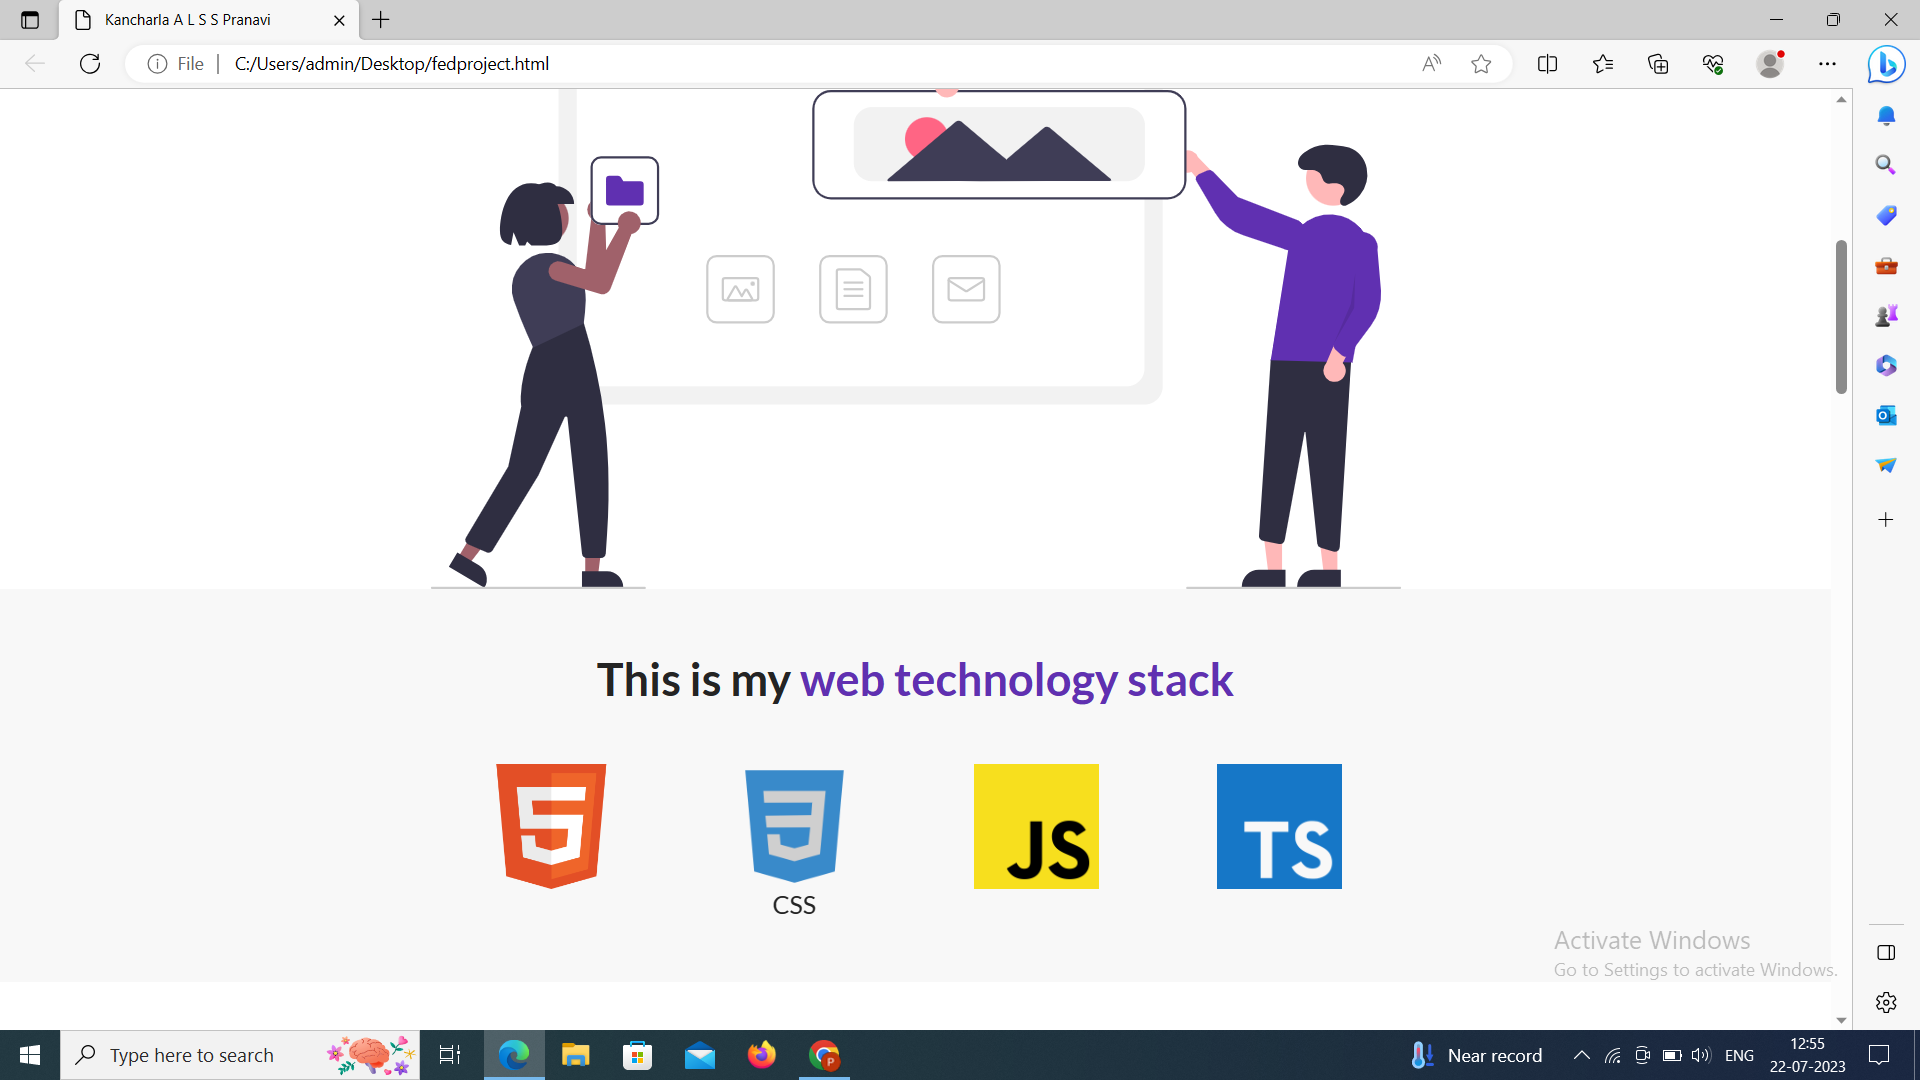 Kancharla A L S S Pranavi
File
C:/Users/admin/Desktop/fedproject.html
This is my web technology stack
5
3
JS
TS
CSS
Activate Windows
Go to Settings to activate Windows.
Type here to search
P
Near record
ENG
12:55
22-07-2023